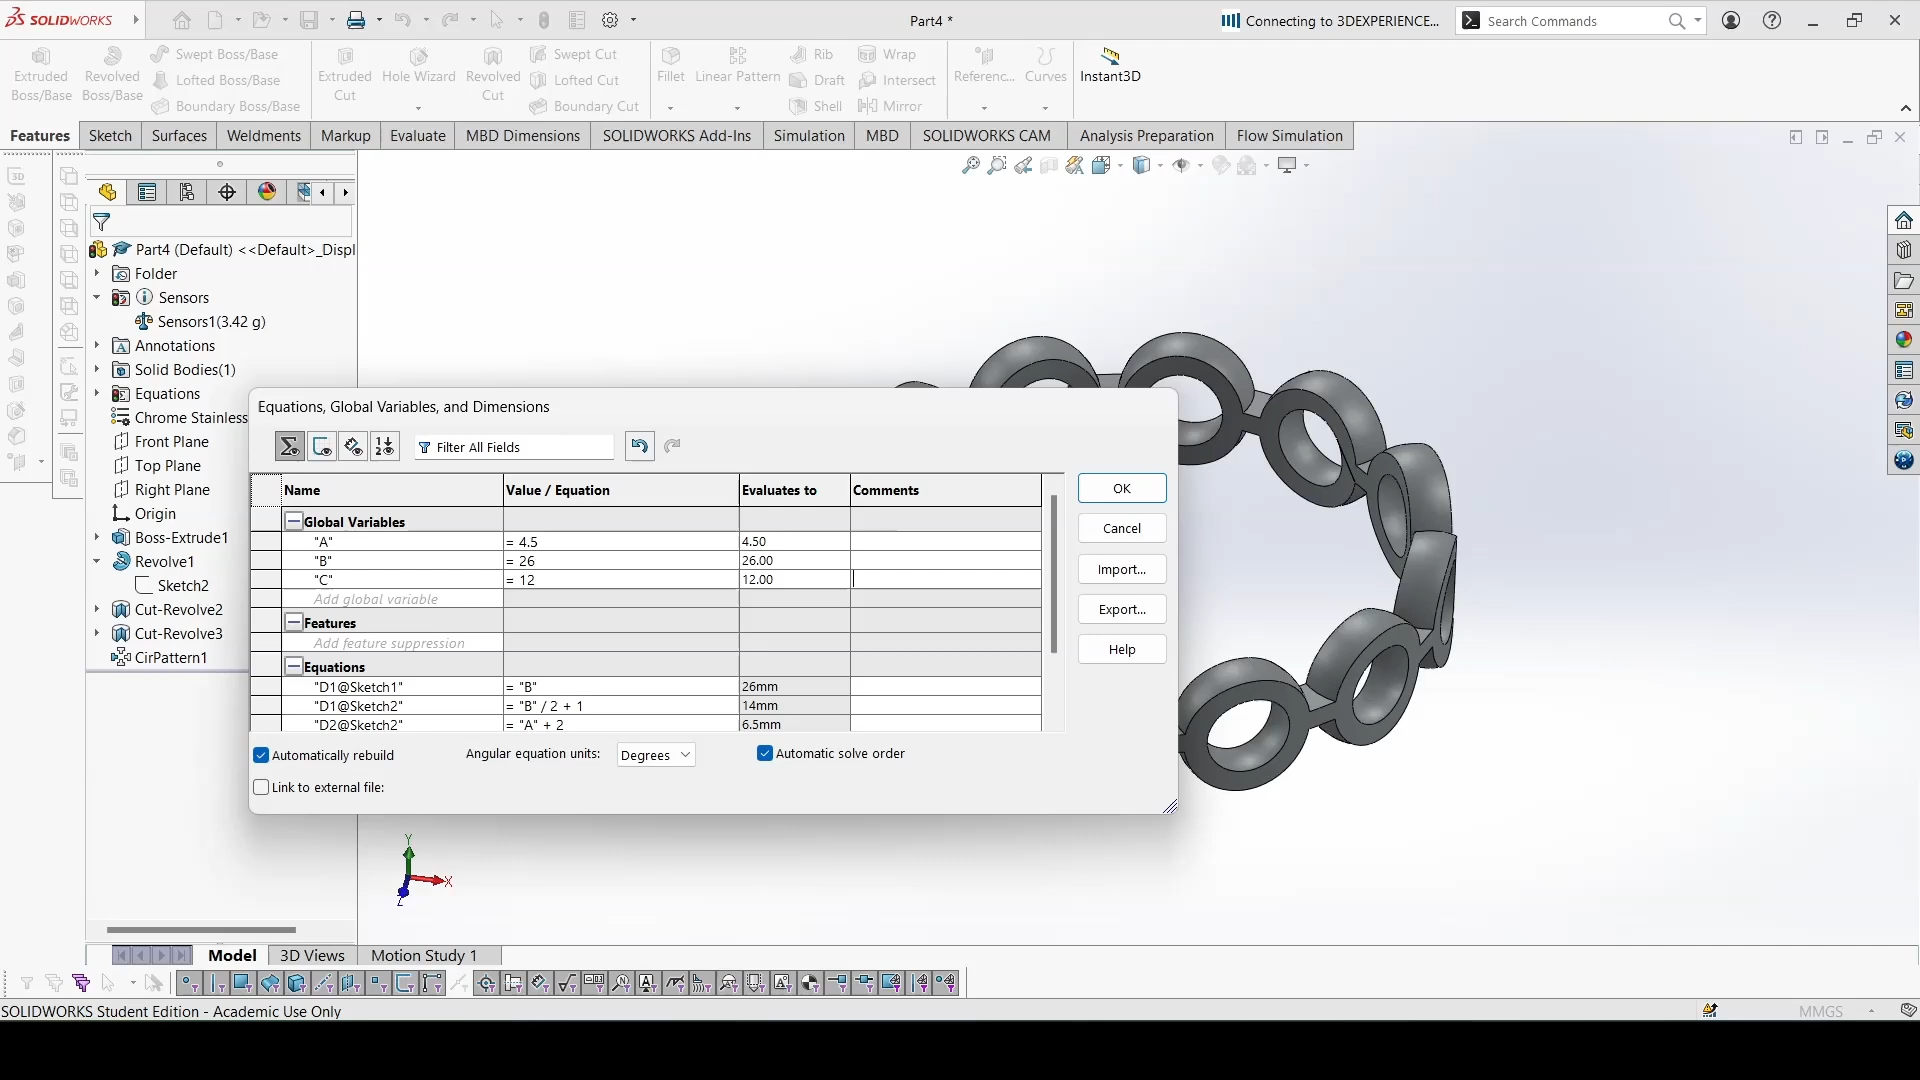 SOLIDWORKS
Part4 *
Connecting to 3DEXPERIENCE...
Search Commands
Extruded Boss/Base
Revolved Boss/Base
Swept Boss/Base
Lofted Boss/Base
Boundary Boss/Base
Extruded Cut
Hole Wizard
Revolved Cut
Swept Cut
Lofted Cut
Boundary Cut
Fillet
Linear Pattern
Rib
Draft
Shell
Wrap
Intersect
Mirror
Referenc...
Curves
Instant3D
Features
Sketch
Surfaces
Weldments
Markup
Evaluate
MBD Dimensions
SOLIDWORKS Add-Ins
Simulation
MBD
SOLIDWORKS CAM
Analysis Preparation
Flow Simulation
Part4 (Default) <<Default>_Displ
Folder
Sensors
Sensors1(3.42 g)
Annotations
Solid Bodies(1)
Equations
Chrome Stainless
Front Plane
Top Plane
Right Plane
Origin
Boss-Extrude1
Revolve1
Sketch2
Cut-Revolve2
Cut-Revolve3
CirPattern1
Equations, Global Variables, and Dimensions
Filter All Fields
Name Value / Equation Evaluates to Comments
Global Variables
"A" = 4.5 4.50
"B" = 26 26.00
"C" = 12 12.00
Add global variable
Features
Add feature suppression
Equations
"D1@Sketch1" = "B" 26mm
"D1@Sketch2" = "B" / 2 + 1 14mm
"D2@Sketch2" = "A" + 2 6.5mm
OK
Cancel
Import...
Export...
Help
Automatically rebuild
Angular equation units: Degrees
Automatic solve order
Link to external file:
Y
X
Z
Model
3D Views
Motion Study 1
SOLIDWORKS Student Edition - Academic Use Only
MMGS